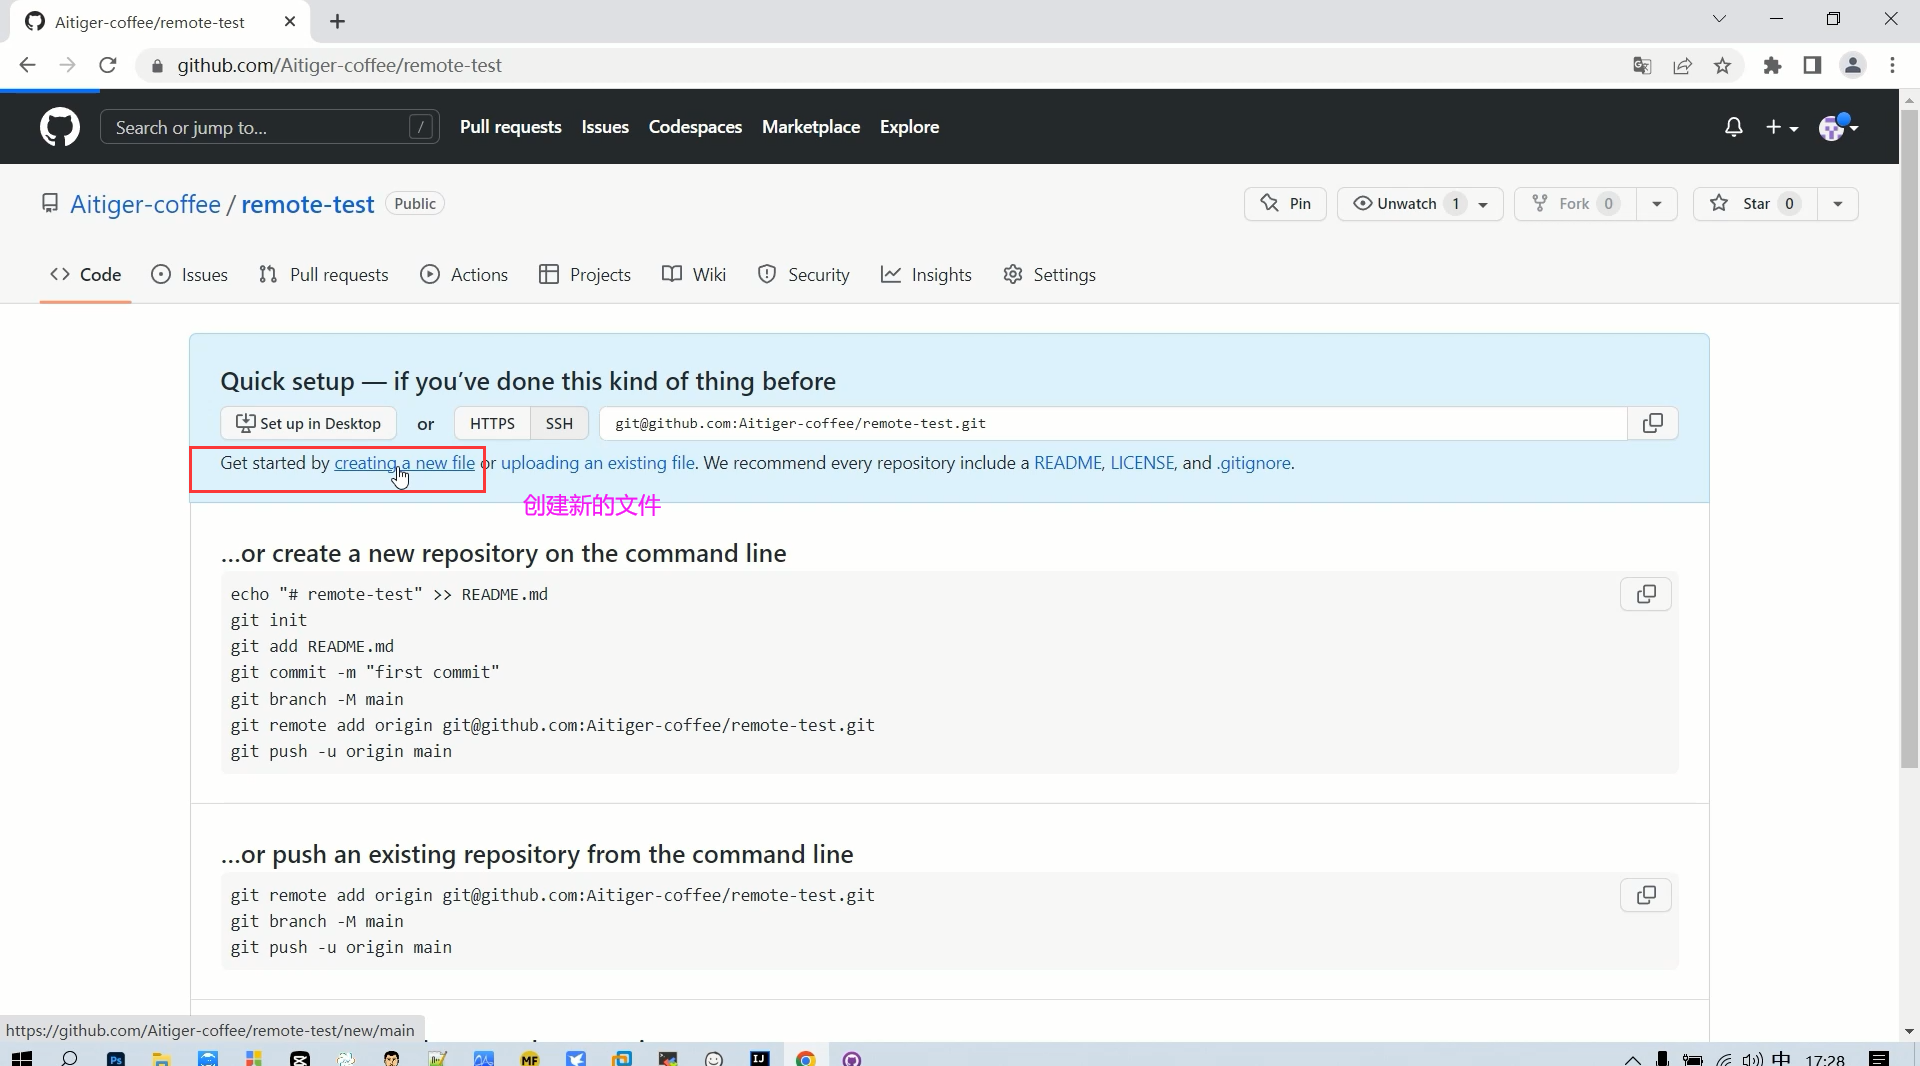 Aitiger-coffee/remote-test
github.com/Aitiger-coffee/remote-test
Search or jump to...
/
Pull requests
Issues
Codespaces
Marketplace
Explore
Aitiger-coffee / remote-test
Public
Pin
Unwatch 1
Fork 0
Star 0
Code
Issues
Pull requests
Actions
Projects
Wiki
Security
Insights
Settings
Quick setup — if you’ve done this kind of thing before
Set up in Desktop
or
HTTPS
SSH
git@github.com:Aitiger-coffee/remote-test.git
Get started by creating a new file or uploading an existing file. We recommend every repository include a README, LICENSE, and .gitignore.
创建新的文件
…or create a new repository on the command line
echo "# remote-test" >> README.md
git init
git add README.md
git commit -m "first commit"
git branch -M main
git remote add origin git@github.com:Aitiger-coffee/remote-test.git
git push -u origin main
…or push an existing repository from the command line
git remote add origin git@github.com:Aitiger-coffee/remote-test.git
git branch -M main
git push -u origin main
https://github.com/Aitiger-coffee/remote-test/new/main
Ps
MF
IJ
中
17:28